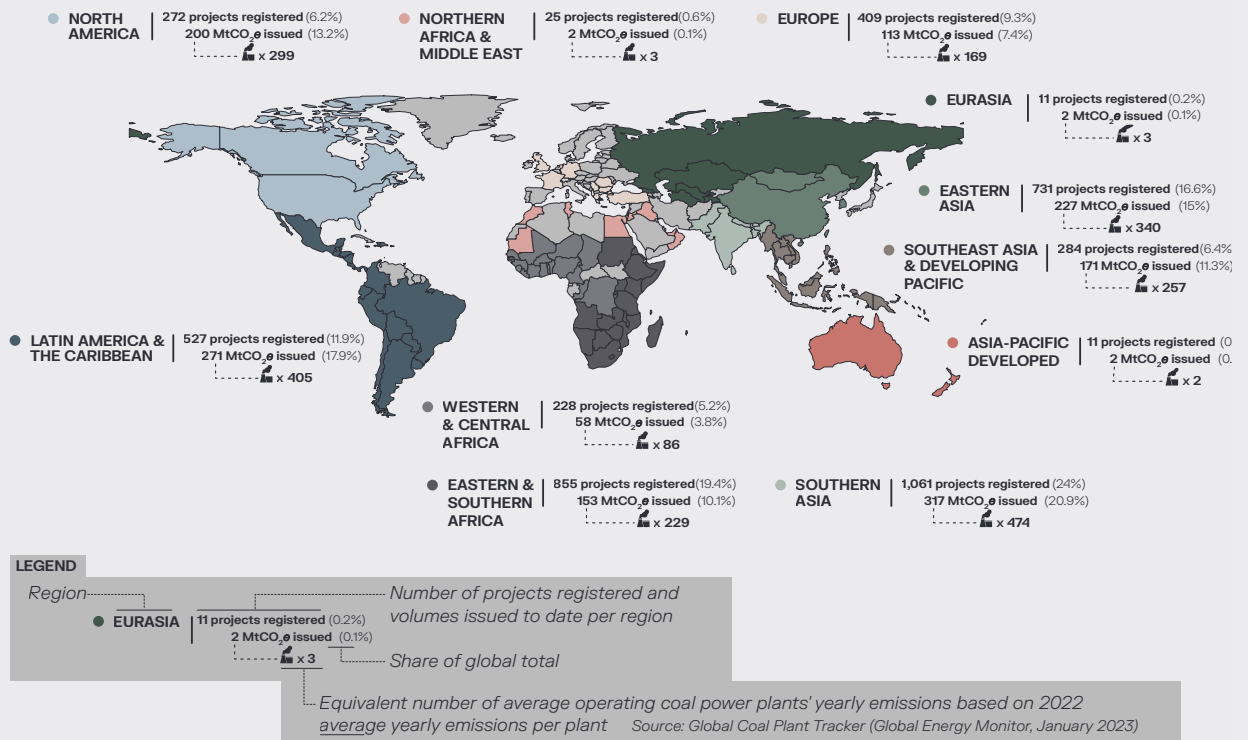 NORTH
AMERICA
272 projects registered(6.2%)
200 MtCO2e issued (13.2%)
x 299
NORTHERN
AFRICA &
MIDDLE EAST
25 projects registered(0.6%)
2 MtCO2e issued (0.1%)
x 3
EUROPE
409 projects registered(9.3%)
113 MtCO2e issued (7.4%)
x 169
EURASIA
11 projects registered(0.2%)
2 MtCO2e issued (0.1%)
x 3
EASTERN
ASIA
731 projects registered (16.6%)
227 MtCO2e issued (15%)
x 340
SOUTHEAST ASIA
& DEVELOPING
PACIFIC
284 projects registered(6.4%
171 MtCO2e issued (11.3%)
x 257
LATIN AMERICA &
THE CARIBBEAN
527 projects registered(11.9%)
271 MtCO2e issued (17.9%)
x 405
ASIA-PACIFIC
DEVELOPED
11 projects registered (0
2 MtCO2e issued (0.
x 2
WESTERN
& CENTRAL
AFRICA
228 projects registered(5.2%)
58 MtCO2e issued (3.8%)
x 86
EASTERN &
SOUTHERN
AFRICA
855 projects registered(19.4%)
153 MtCO2e issued (10.1%)
x 229
SOUTHERN
ASIA
1,061 projects registered (24%)
317 MtCO2e issued (20.9%)
x 474
LEGEND
Region
EURASIA
11 projects registered (0.2%)
2 MtCO2e issued (0.1%)
x 3
Number of projects registered and
volumes issued to date per region
Share of global total
Equivalent number of average operating coal power plants' yearly emissions based on 2022
average yearly emissions per plant Source: Global Coal Plant Tracker (Global Energy Monitor, January 2023)